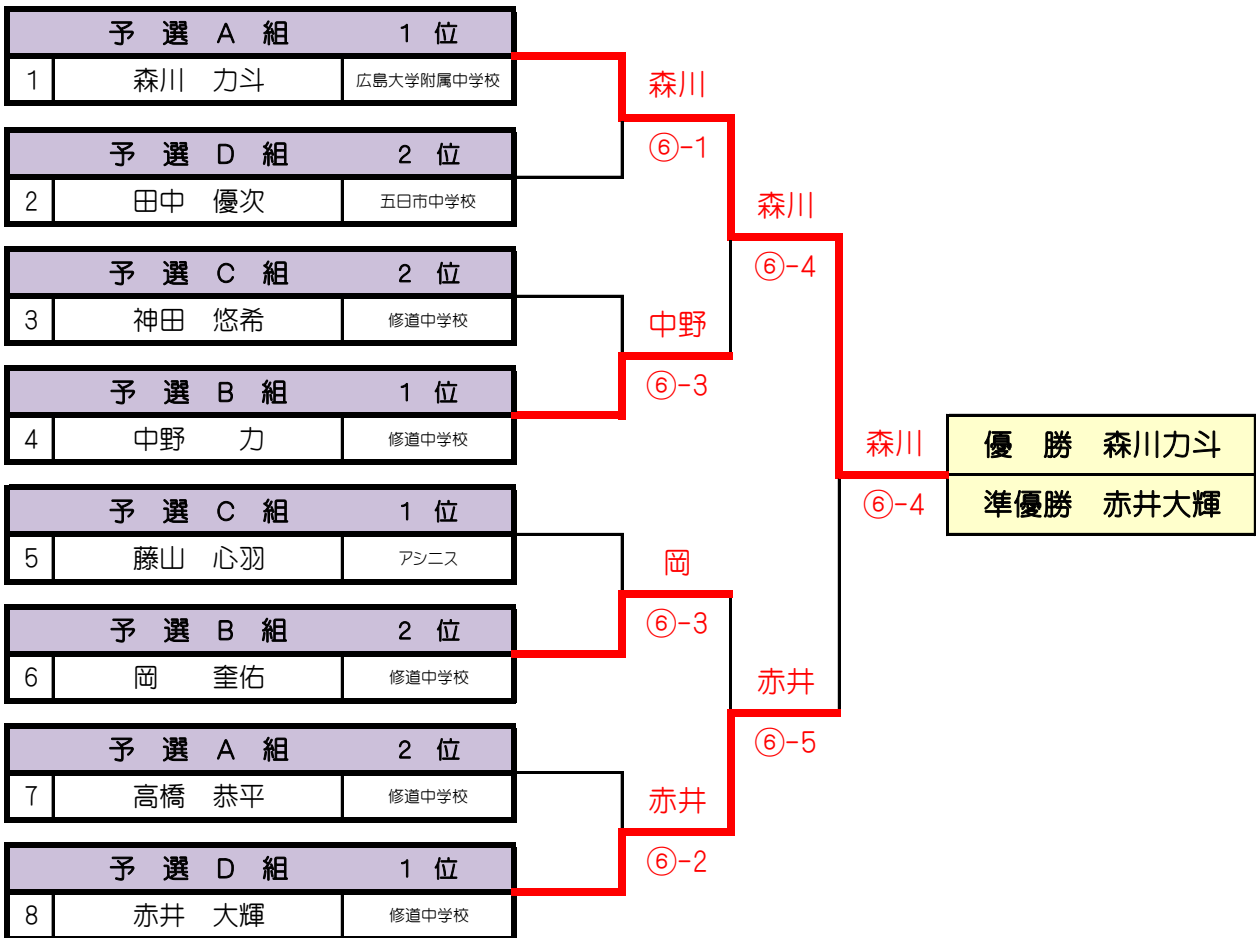 予選A組 1位
1 森川 力斗 広島大学附属中学校
森川
⑥-1
予選D組 2位
2 田中 優次 五日市中学校
森川
⑥-4
予選C組 2位
3 神田 悠希 修道中学校
中野
⑥-3
予選B組 1位
4 中野 力 修道中学校
森川
⑥-4
優勝 森川力斗
準優勝 赤井大輝
予選C組 1位
5 藤山 心羽 アシニス
岡
⑥-3
予選B組 2位
6 岡 奎佑 修道中学校
赤井
⑥-5
予選A組 2位
7 高橋 恭平 修道中学校
赤井
⑥-2
予選D組 1位
8 赤井 大輝 修道中学校